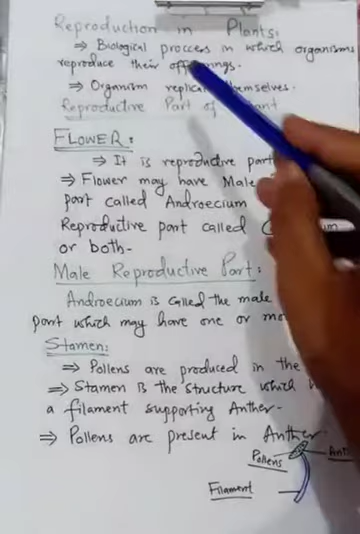 Reproduction in Plants:
⇒ Biological proccess in which organisms
reproduce their offsprings.
⇒ Organism themselves.
Reproductive Part of
FLOWER:
⇒ It is reproductive part
⇒ Flower may have Male
part called Androecium
Reproductive part called
or both-
Male Reproductive Part:
Androecium is called the male
part which may have one or
Stamen:
⇒ Pollens are produced in the
⇒ Stamen is the structure which
a filament supporting Anther-
⇒ Pollens are present in Anther-
Pollens
Filament